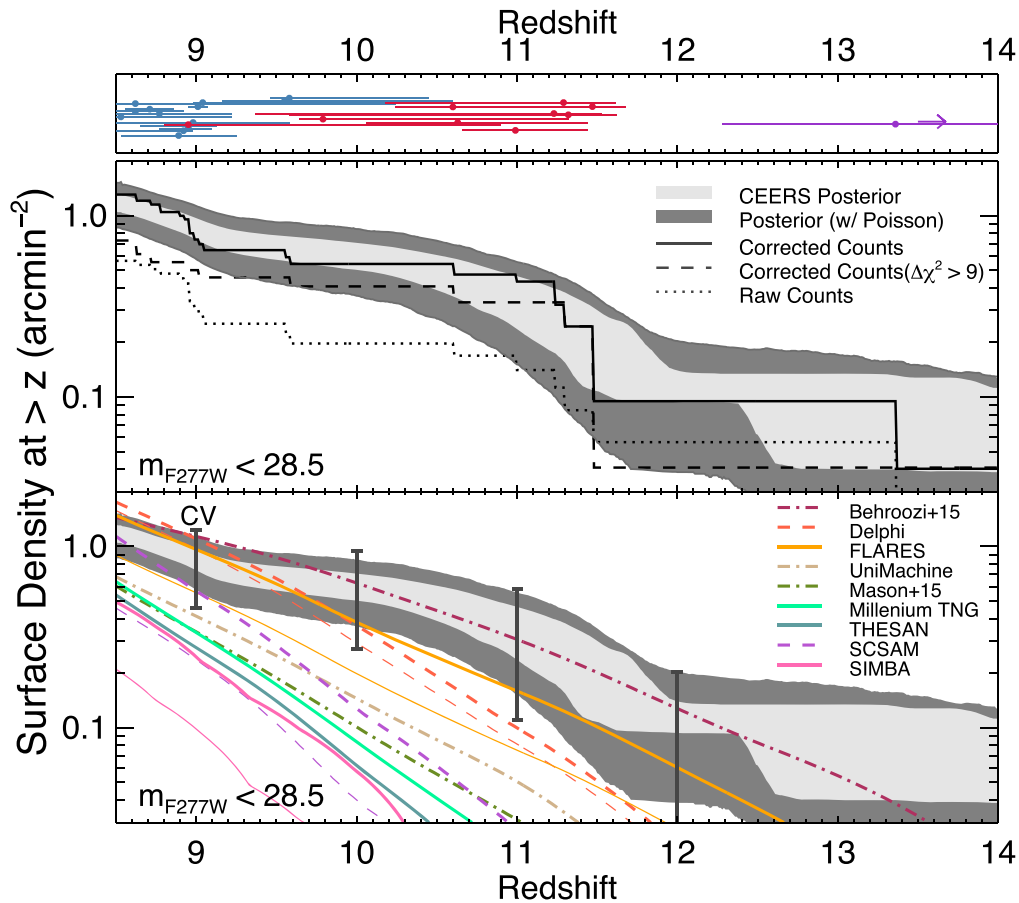 Redshift
9 10 11 12 13 14
Surface Density at > z (arcmin⁻²)
1.0
0.1
CEERS Posterior
Posterior (w/ Poisson)
Corrected Counts
Corrected Counts(Δχ² > 9)
Raw Counts
m_F277W < 28.5
1.0
0.1
CV
Behroozi+15
Delphi
FLARES
UniMachine
Mason+15
Millenium TNG
THESAN
SCSAM
SIMBA
m_F277W < 28.5
9 10 11 12 13 14
Redshift